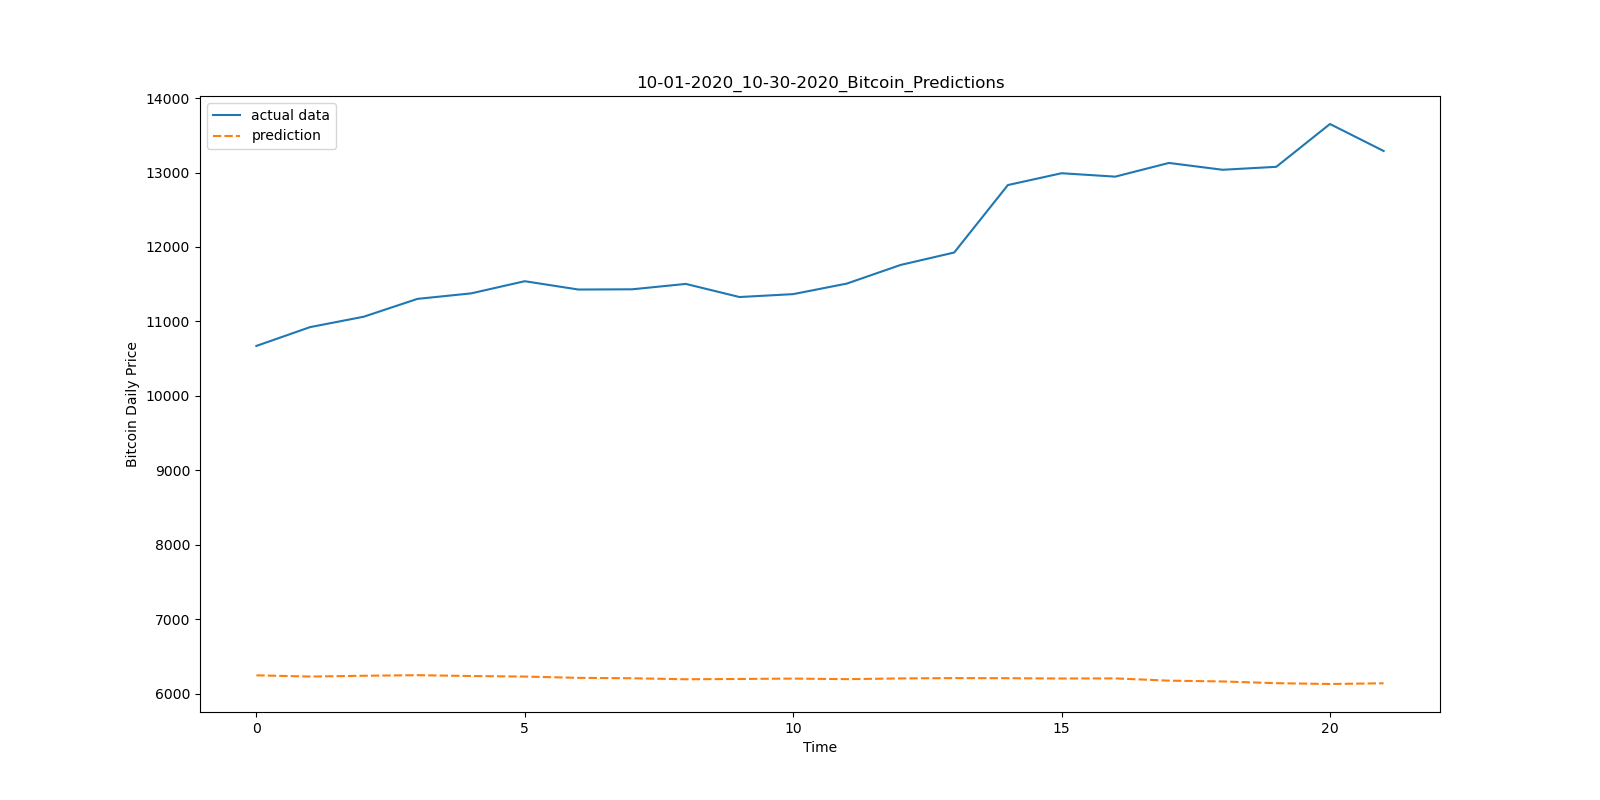 10-01-2020_10-30-2020_Bitcoin_Predictions
actual data
prediction
14000
13000
12000
11000
10000
9000
8000
7000
6000
Bitcoin Daily Price
0 5 10 15 20
Time